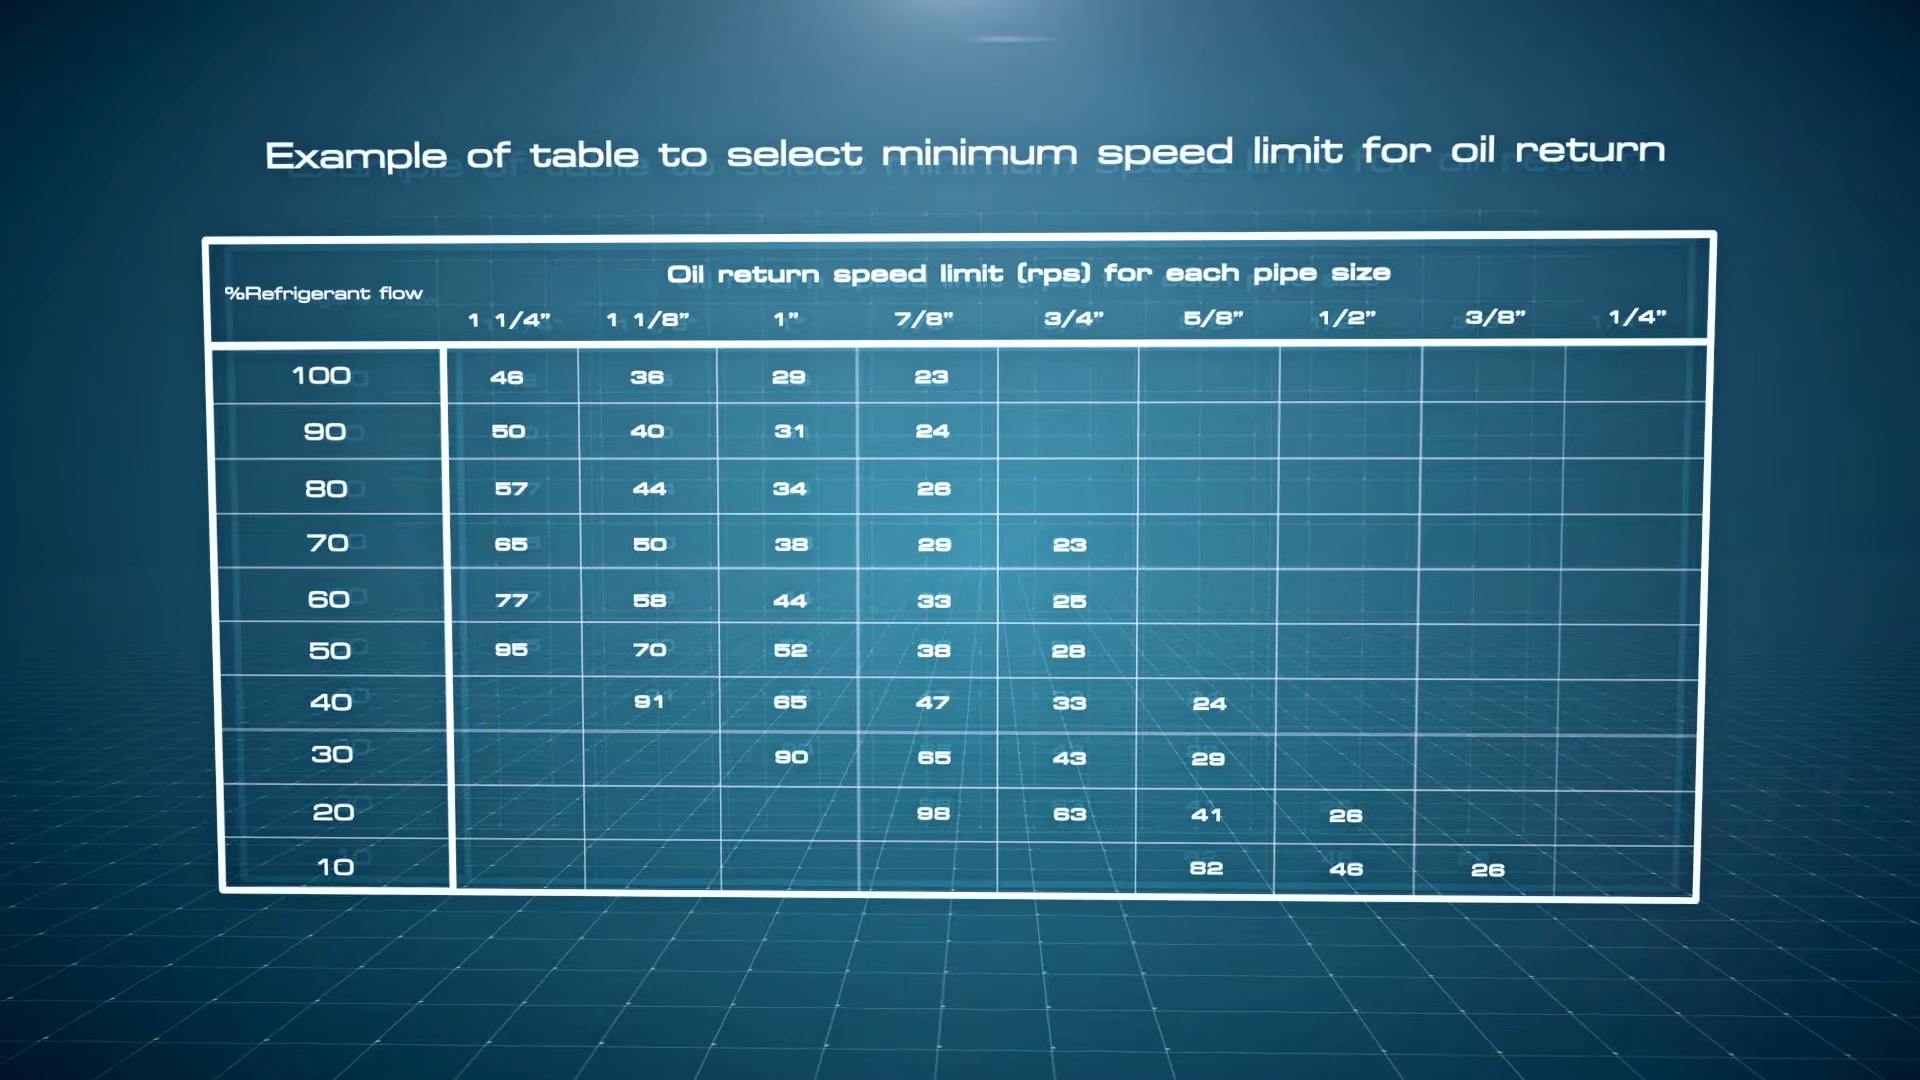 Example of table to select minimum speed limit for oil return
%Refrigerant flow
Oil return speed limit (rps) for each pipe size
1 1/4” 1 1/8” 1” 7/8” 3/4” 5/8” 1/2” 3/8” 1/4”
100 46 36 29 23
90 50 40 31 24
80 57 44 34 26
70 65 50 38 29 23
60 77 58 44 33 25
50 95 70 52 38 28
40 91 65 47 33 24
30 90 65 43 29
20 98 63 41 26
10 82 46 26